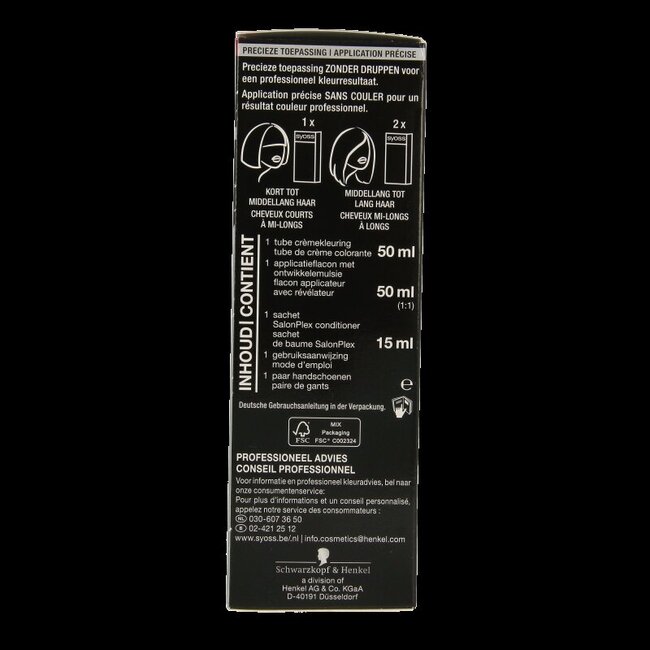 PRECIEZE TOEPASSING | APPLICATION PRÉCISE
Precieze toepassing ZONDER DRUPPEN voor
een professioneel kleurresultaat.
Application précise SANS COULER pour un
résultat couleur professionnel.
1 x
2 x
syoss
syoss
KORT TOT
MIDDELLANG HAAR
CHEVEUX COURTS
À MI-LONGS
MIDDELLANG TOT
LANG HAAR
CHEVEUX MI-LONGS
À LONGS
INHOUD | CONTIENT
1 tube crèmekleuring
tube de crème colorante 50 ml
1 applicatieflacon met
ontwikkelemulsie
flacon applicateur
avec révélateur 50 ml
(1:1)
1 sachet
SalonPlex conditioner
sachet
de baume SalonPlex 15 ml
1 gebruiksaanwijzing
mode d'emploi
1 paar handschoenen
paire de gants ℮
Deutsche Gebrauchsanleitung in der Verpackung.
FSC
MIX
Packaging
FSC® C002324
PROFESSIONEEL ADVIES
CONSEIL PROFESSIONNEL
Voor informatie en professioneel kleuradvies, bel naar
onze consumentenservice:
Pour plus d'informations et un conseil personnalisé,
appelez notre service des consommateurs :
NL 030-607 36 50
B 02-421 25 12
www.syoss.be/.nl | info.cosmetics@henkel.com
Schwarzkopf & Henkel
a division of
Henkel AG & Co. KGaA
D-40191 Düsseldorf